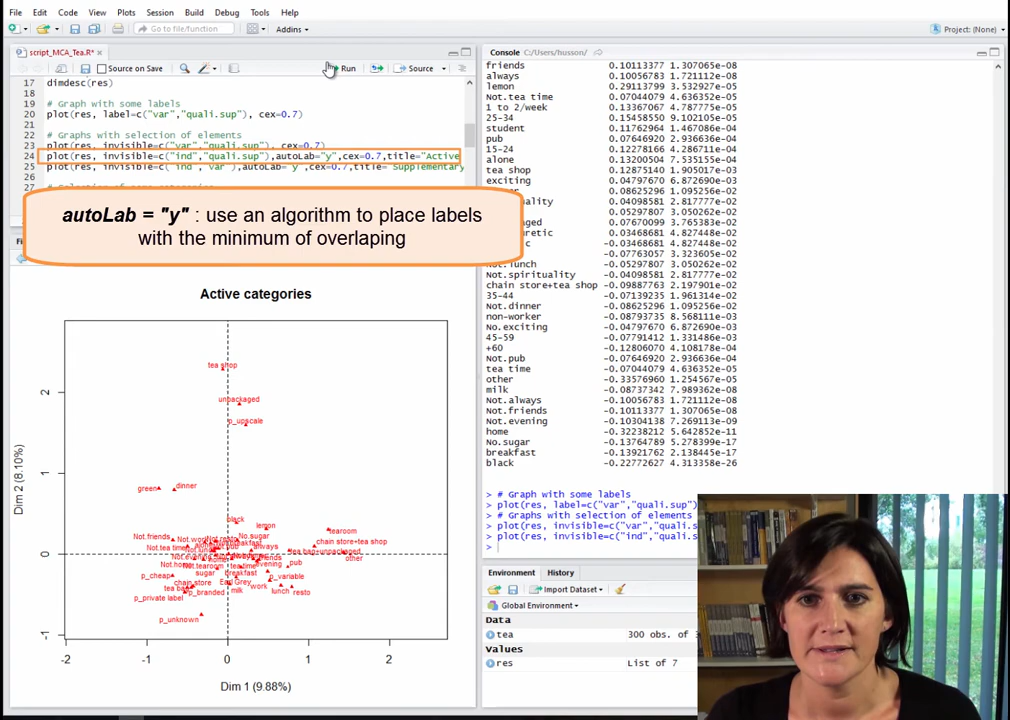 File Edit Code View Plots Session Build Debug Tools Help
Go to file/function Addins
Project: (None)
script_MCA_Tea.R*
Source on Save Run Source
17 dimdesc(res)
18
19 # Graph with some labels
20 plot(res, label=c("var","quali.sup"), cex=0.7)
21
22 # Graphs with selection of elements
23 plot(res, invisible=c("var","quali.sup"), cex=0.7)
24 plot(res, invisible=c("ind","quali.sup"),autoLab="y",cex=0.7,title="Active
25 plot(res, invisible=c("ind","var"),autoLab="y",cex=0.7,title="Supplementary
26
27
autoLab = "y" : use an algorithm to place labels
with the minimum of overlaping
Active categories
tea shop
unpackaged
p_upscale
green
dinner
black
lemon
tearoom
Not.friends
No.sugar
chain store+tea shop
always
tea bag+unpackaged
other
evening
pub
sugar
breakfast
p_cheap
chain store
Earl Grey
p_variable
p_branded
milk
work
lunch
resto
p_private label
p_unknown
2
1
0
-1
-2 -1 0 1 2
Dim 2 (8.10%)
Dim 1 (9.88%)
Console C:/Users/husson/
friends 0.10113377 1.307065e-08
always 0.10056783 1.721112e-08
lemon 0.29113799 3.532927e-05
Not.tea time 0.07044079 4.636352e-05
1 to 2/week 0.13367067 4.787775e-05
25-34 0.15458550 9.102105e-05
student 0.11762964 1.467086e-04
pub 0.07646920 2.936636e-04
15-24 0.12278166 4.286711e-04
alone 0.13200504 7.535155e-04
tea shop 0.12875140 1.905017e-03
exciting 0.04797670 6.872690e-03
0.08625296 1.095256e-02
0.04098581 2.817777e-02
0.05297807 3.050262e-02
0.07670099 3.765383e-02
0.03468681 4.827448e-02
-0.03468681 4.827448e-02
-0.07763057 3.323605e-02
Not.lunch -0.05297807 3.050262e-02
Not.spirituality -0.04098581 2.817777e-02
chain store+tea shop -0.09887763 2.197901e-02
35-44 -0.07139235 1.961314e-02
Not.dinner -0.08625296 1.095256e-02
non-worker -0.08793735 8.568111e-03
No.exciting -0.04797670 6.872690e-03
45-59 -0.07791412 1.331486e-03
+60 -0.12806070 4.108178e-04
Not.pub -0.07646920 2.936636e-04
tea time -0.07044079 4.636352e-05
other -0.33576960 1.254567e-05
milk -0.08737742 7.989362e-08
Not.always -0.10056783 1.721112e-08
Not.friends -0.10113377 1.307065e-08
Not.evening -0.10304138 7.269113e-09
home -0.32238212 5.642852e-11
No.sugar -0.13764789 5.278399e-17
breakfast -0.13921762 2.138445e-17
black -0.22772627 4.313358e-26
> # Graph with some labels
> plot(res, label=c("var","quali.sup")
> # Graphs with selection of elements
> plot(res, invisible=c("var","quali.s
> plot(res, invisible=c("ind","quali.s
>
Environment History
Import Dataset
Global Environment
Data
tea 300 obs. of 3
Values
res List of 7